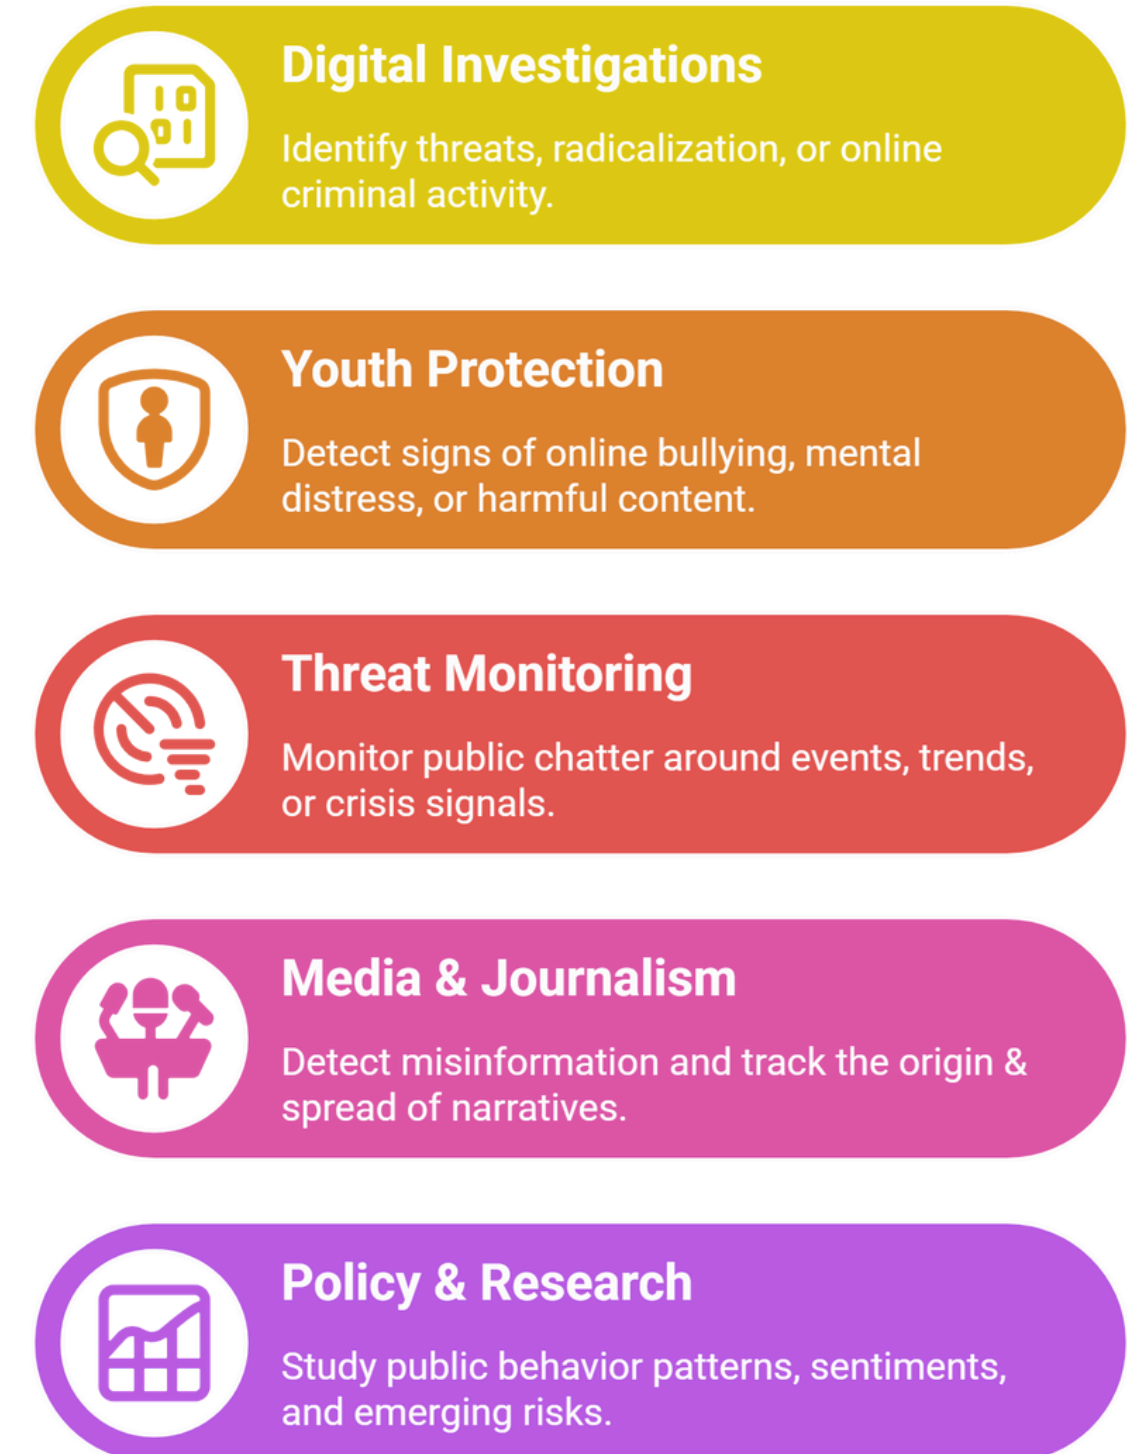 Digital Investigations
Identify threats, radicalization, or online
criminal activity.
Youth Protection
Detect signs of online bullying, mental
distress, or harmful content.
Threat Monitoring
Monitor public chatter around events, trends,
or crisis signals.
Media & Journalism
Detect misinformation and track the origin &
spread of narratives.
Policy & Research
Study public behavior patterns, sentiments,
and emerging risks.